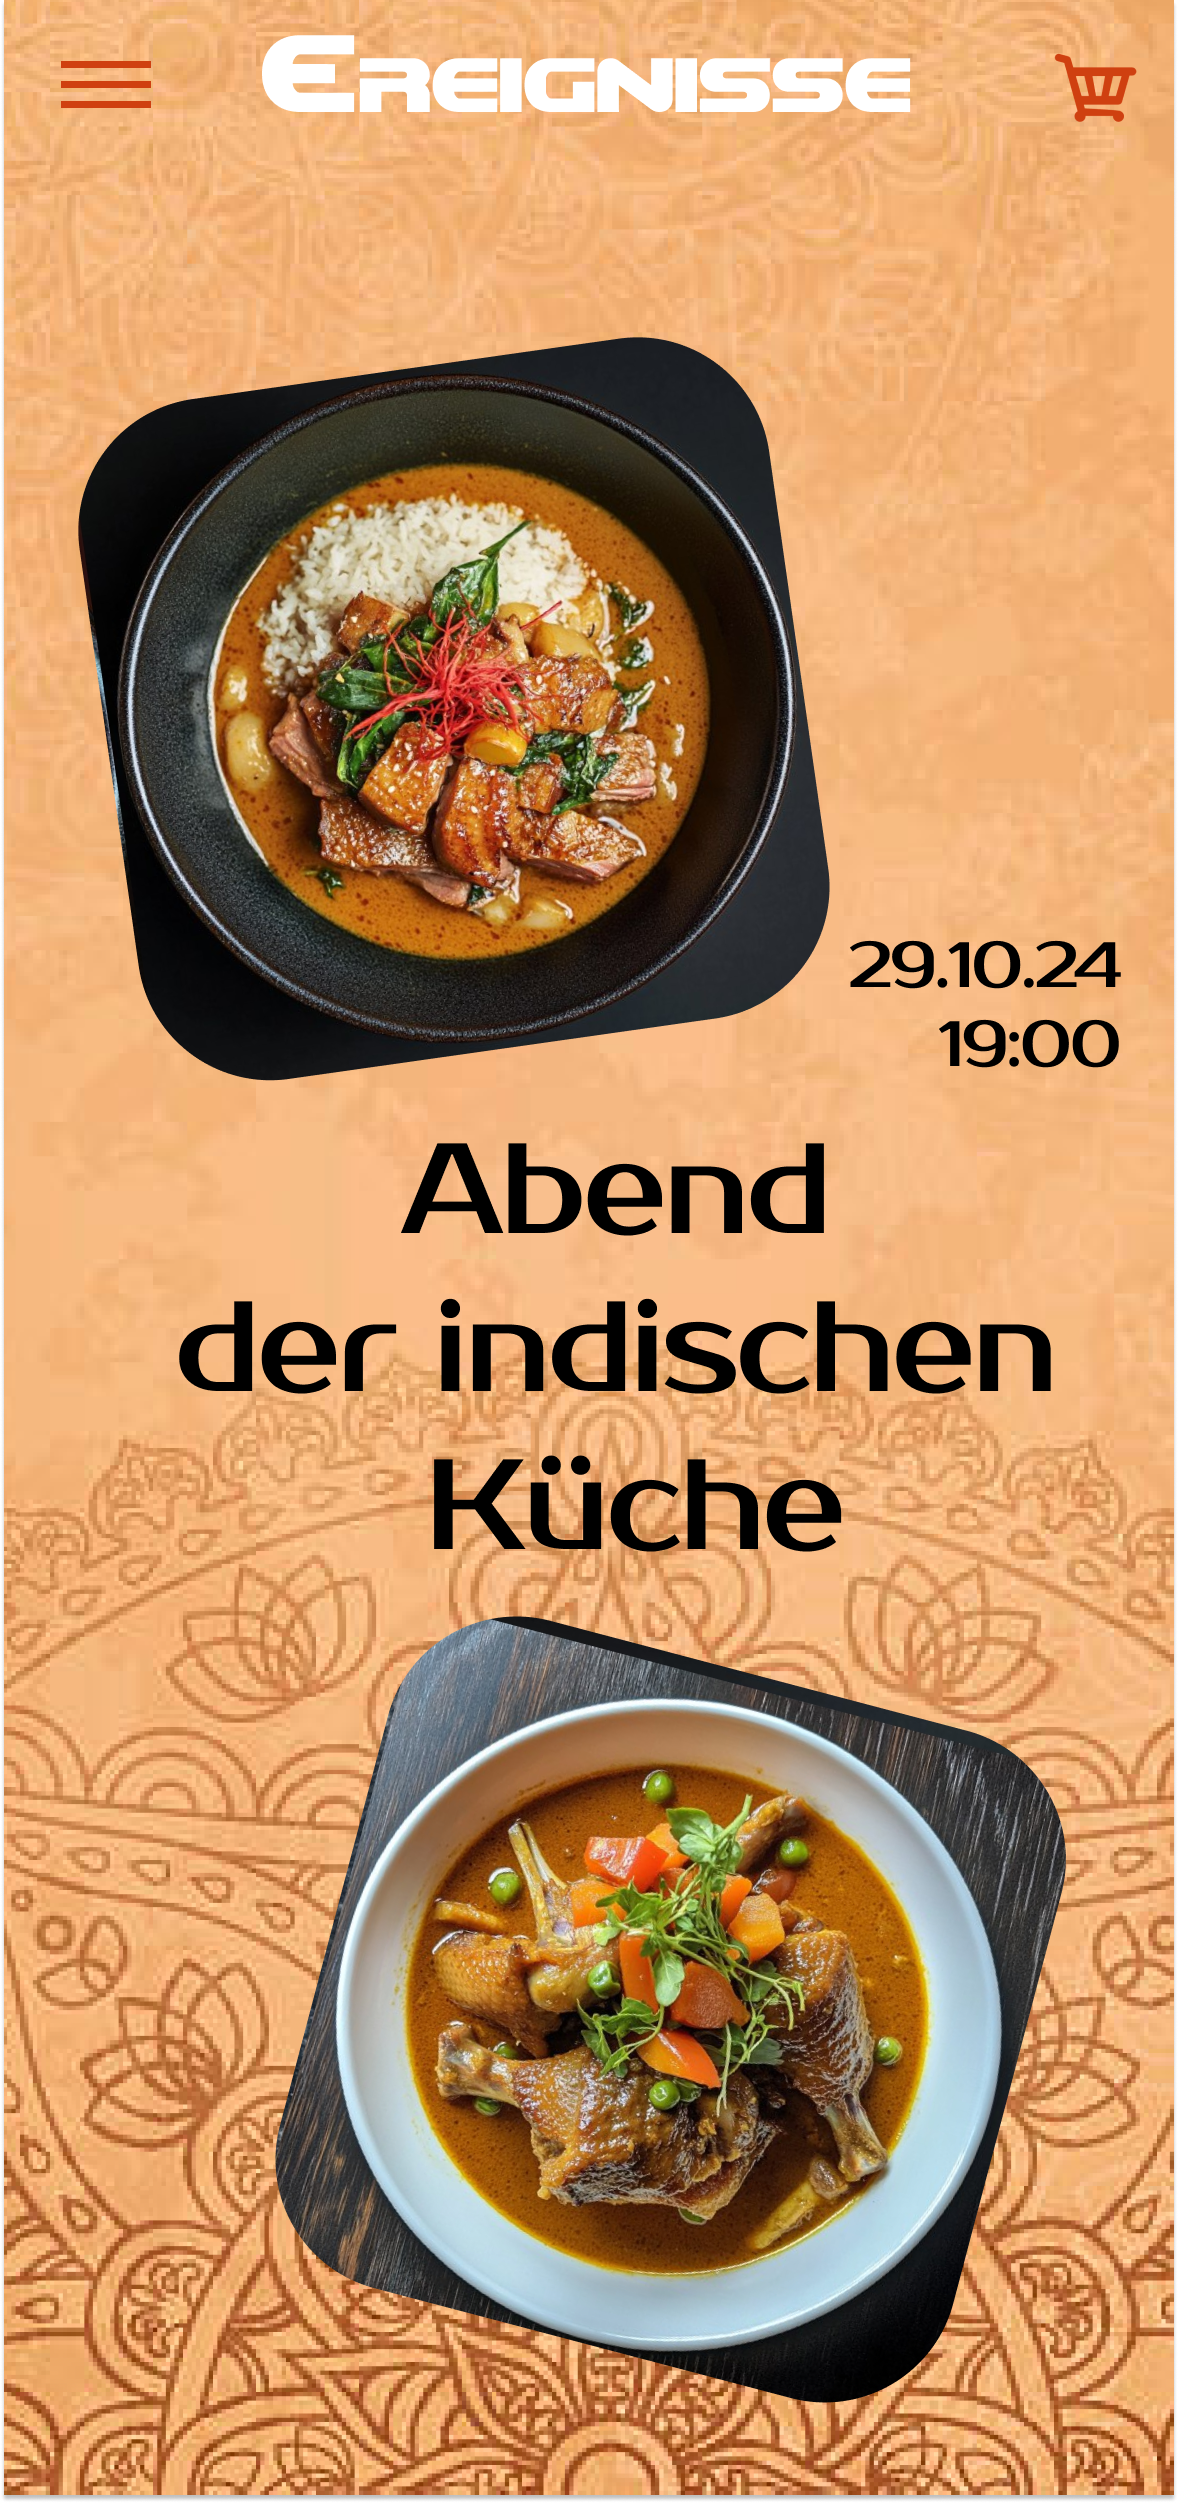 EREIGNISSE
29.10.24
19:00
Abend
der indischen
Küche